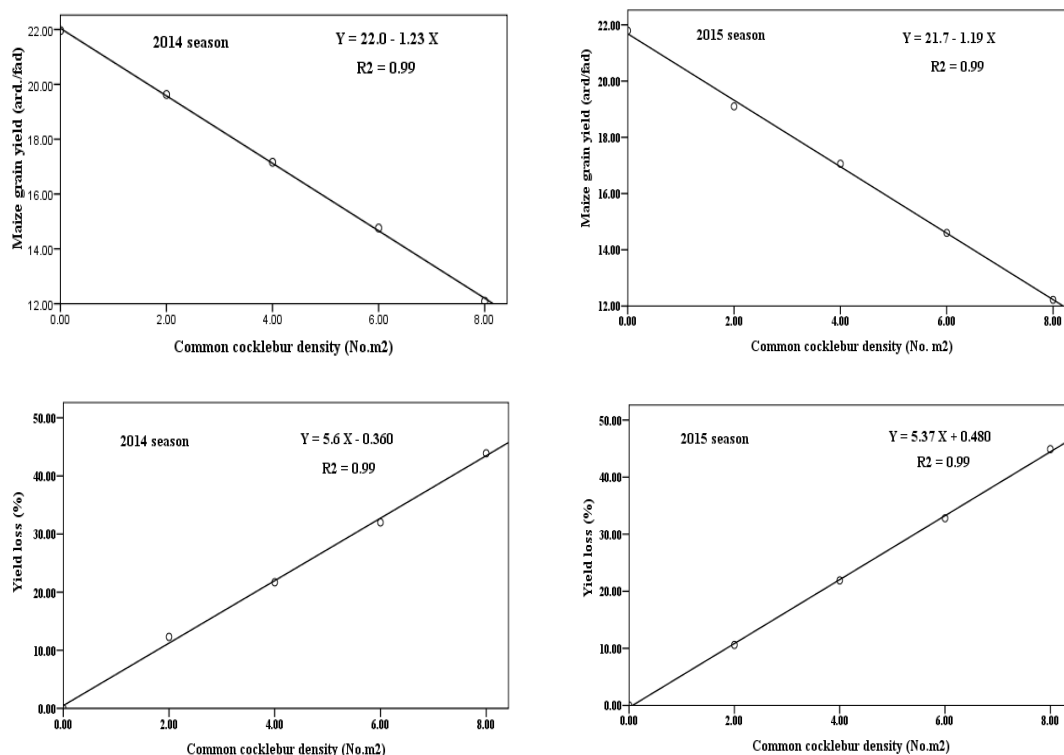 2014 season
Y = 22.0 - 1.23 X
R2 = 0.99
Maize grain yield (ard./fad)
22.00
20.00
18.00
16.00
14.00
12.00
0.00 2.00 4.00 6.00 8.00
Common cocklebur density (No.m2)
2015 season
Y = 21.7 - 1.19 X
R2 = 0.99
Maize grain yield (ard/fad)
22.00
20.00
18.00
16.00
14.00
12.00
0.00 2.00 4.00 6.00 8.00
Common cocklebur density (No. m2)
2014 season
Y = 5.6 X - 0.360
R2 = 0.99
Yield loss (%)
50.00
40.00
30.00
20.00
10.00
0.00
2.00 4.00 6.00 8.00
Common cocklebur density (No.m2)
2015 season
Y = 5.37 X + 0.480
R2 = 0.99
Yield loss (%)
50.00
40.00
30.00
20.00
10.00
0.00
0.00 2.00 4.00 6.00 8.00
Common cocklebur density (No.m2)